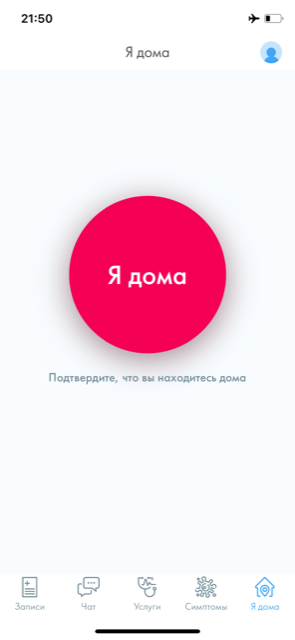 21:50
Я дома
Я дома
Подтвердите, что вы находитесь дома
Записи
Чат
Услуги
Симптомы
Я дома